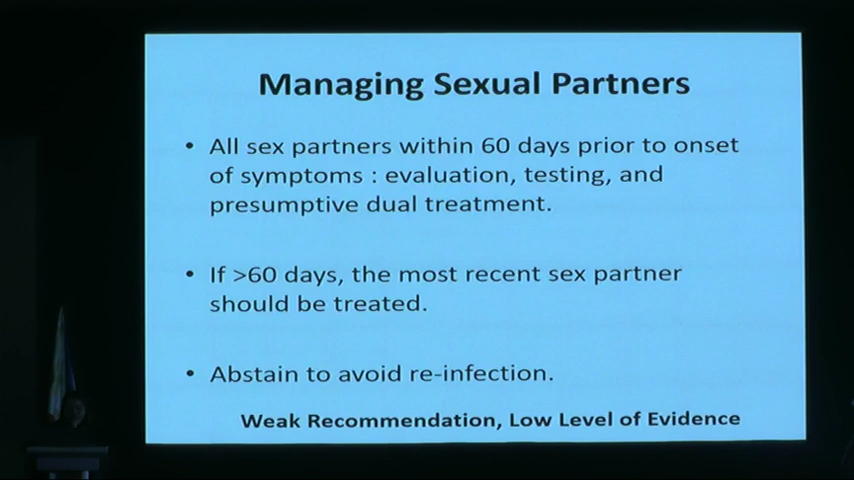 Managing Sexual Partners
• All sex partners within 60 days prior to onset
of symptoms : evaluation, testing, and
presumptive dual treatment.
• If >60 days, the most recent sex partner
should be treated.
• Abstain to avoid re-infection.
Weak Recommendation, Low Level of Evidence